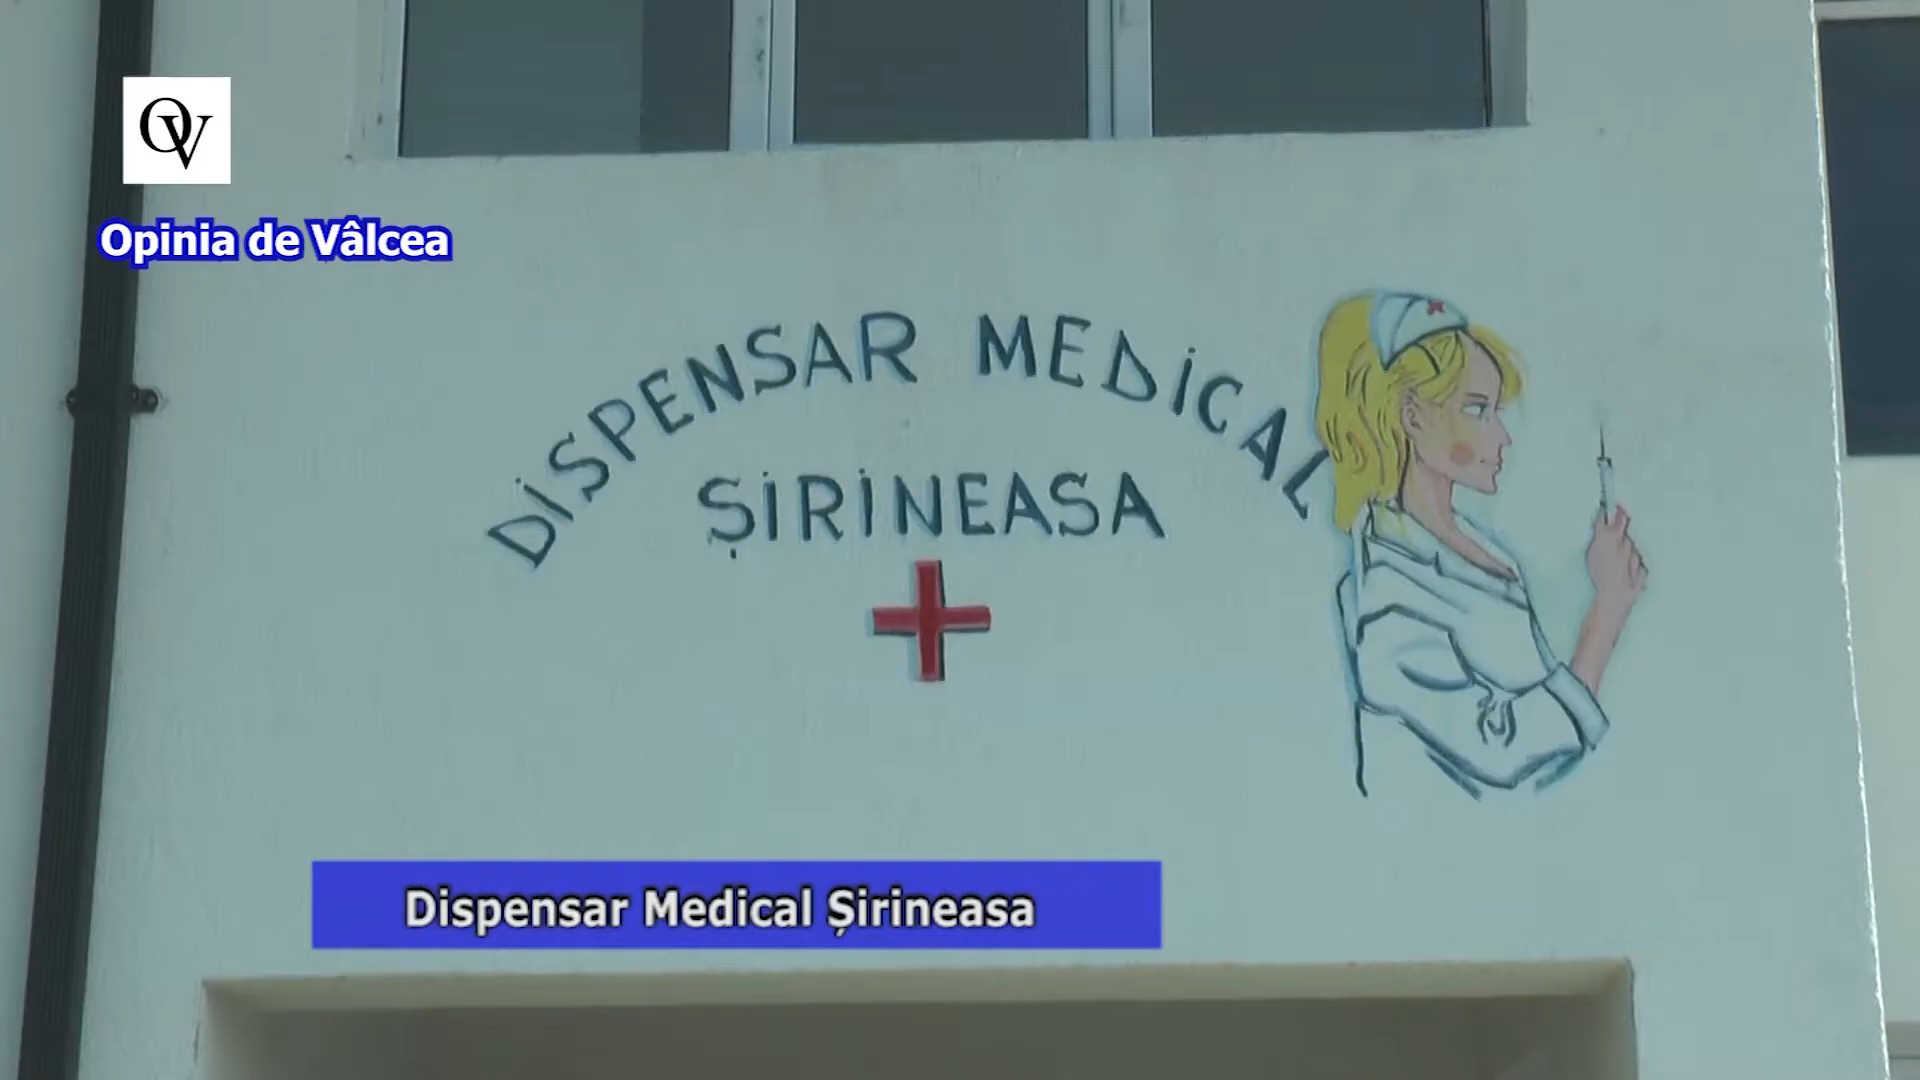 OV
Opinia de Vâlcea
DISPENSAR MEDICAL
ȘIRINEASA
Dispensar Medical Șirineasa